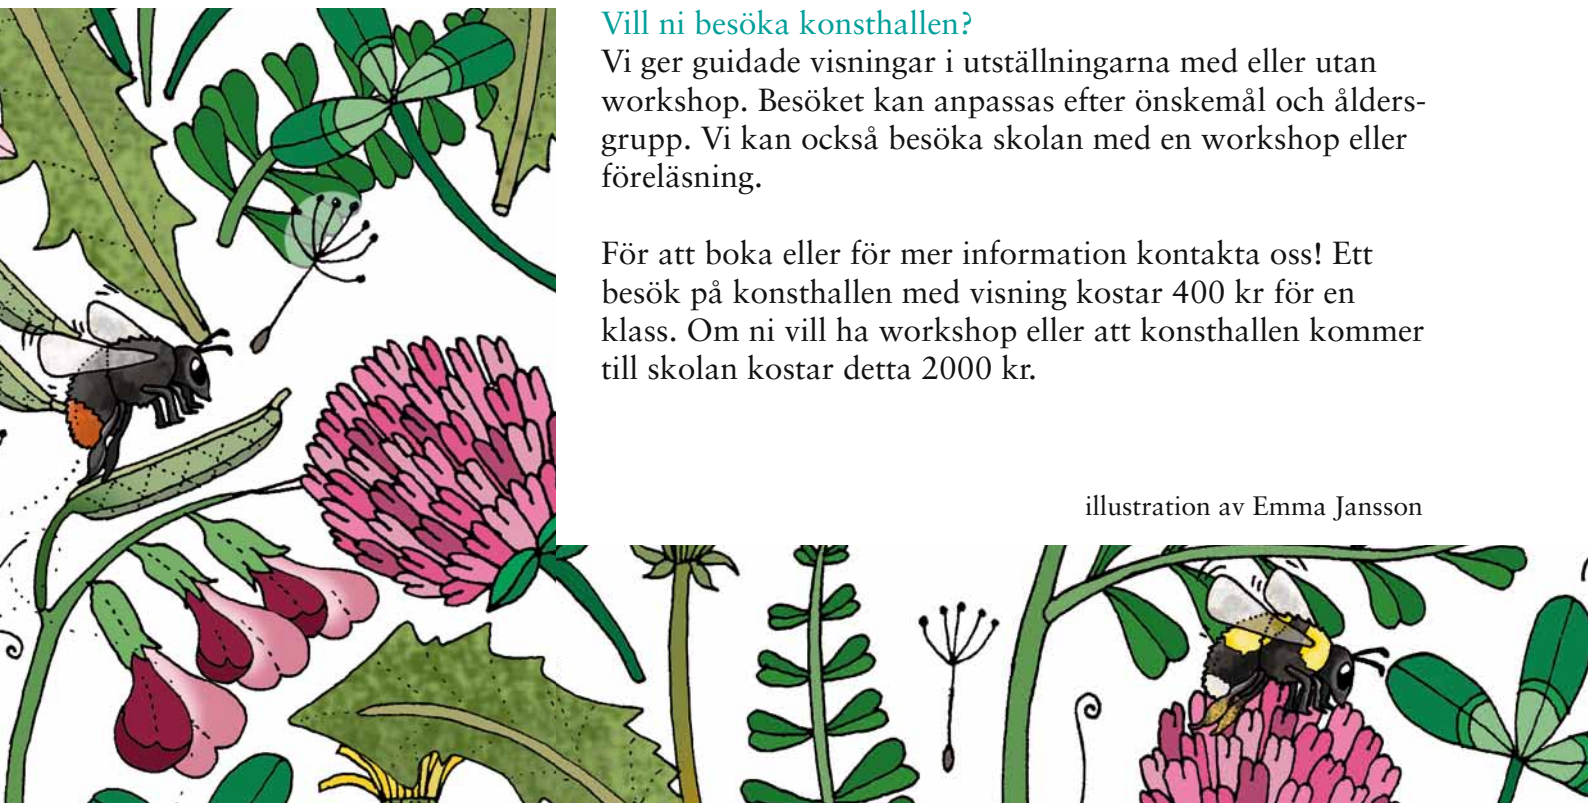 Vill ni besöka konsthallen?
Vi ger guidade visningar i utställningarna med eller utan
workshop. Besöket kan anpassas efter önskemål och ålders-
grupp. Vi kan också besöka skolan med en workshop eller
föreläsning.
För att boka eller för mer information kontakta oss! Ett
besök på konsthallen med visning kostar 400 kr för en
klass. Om ni vill ha workshop eller att konsthallen kommer
till skolan kostar detta 2000 kr.
illustration av Emma Jansson